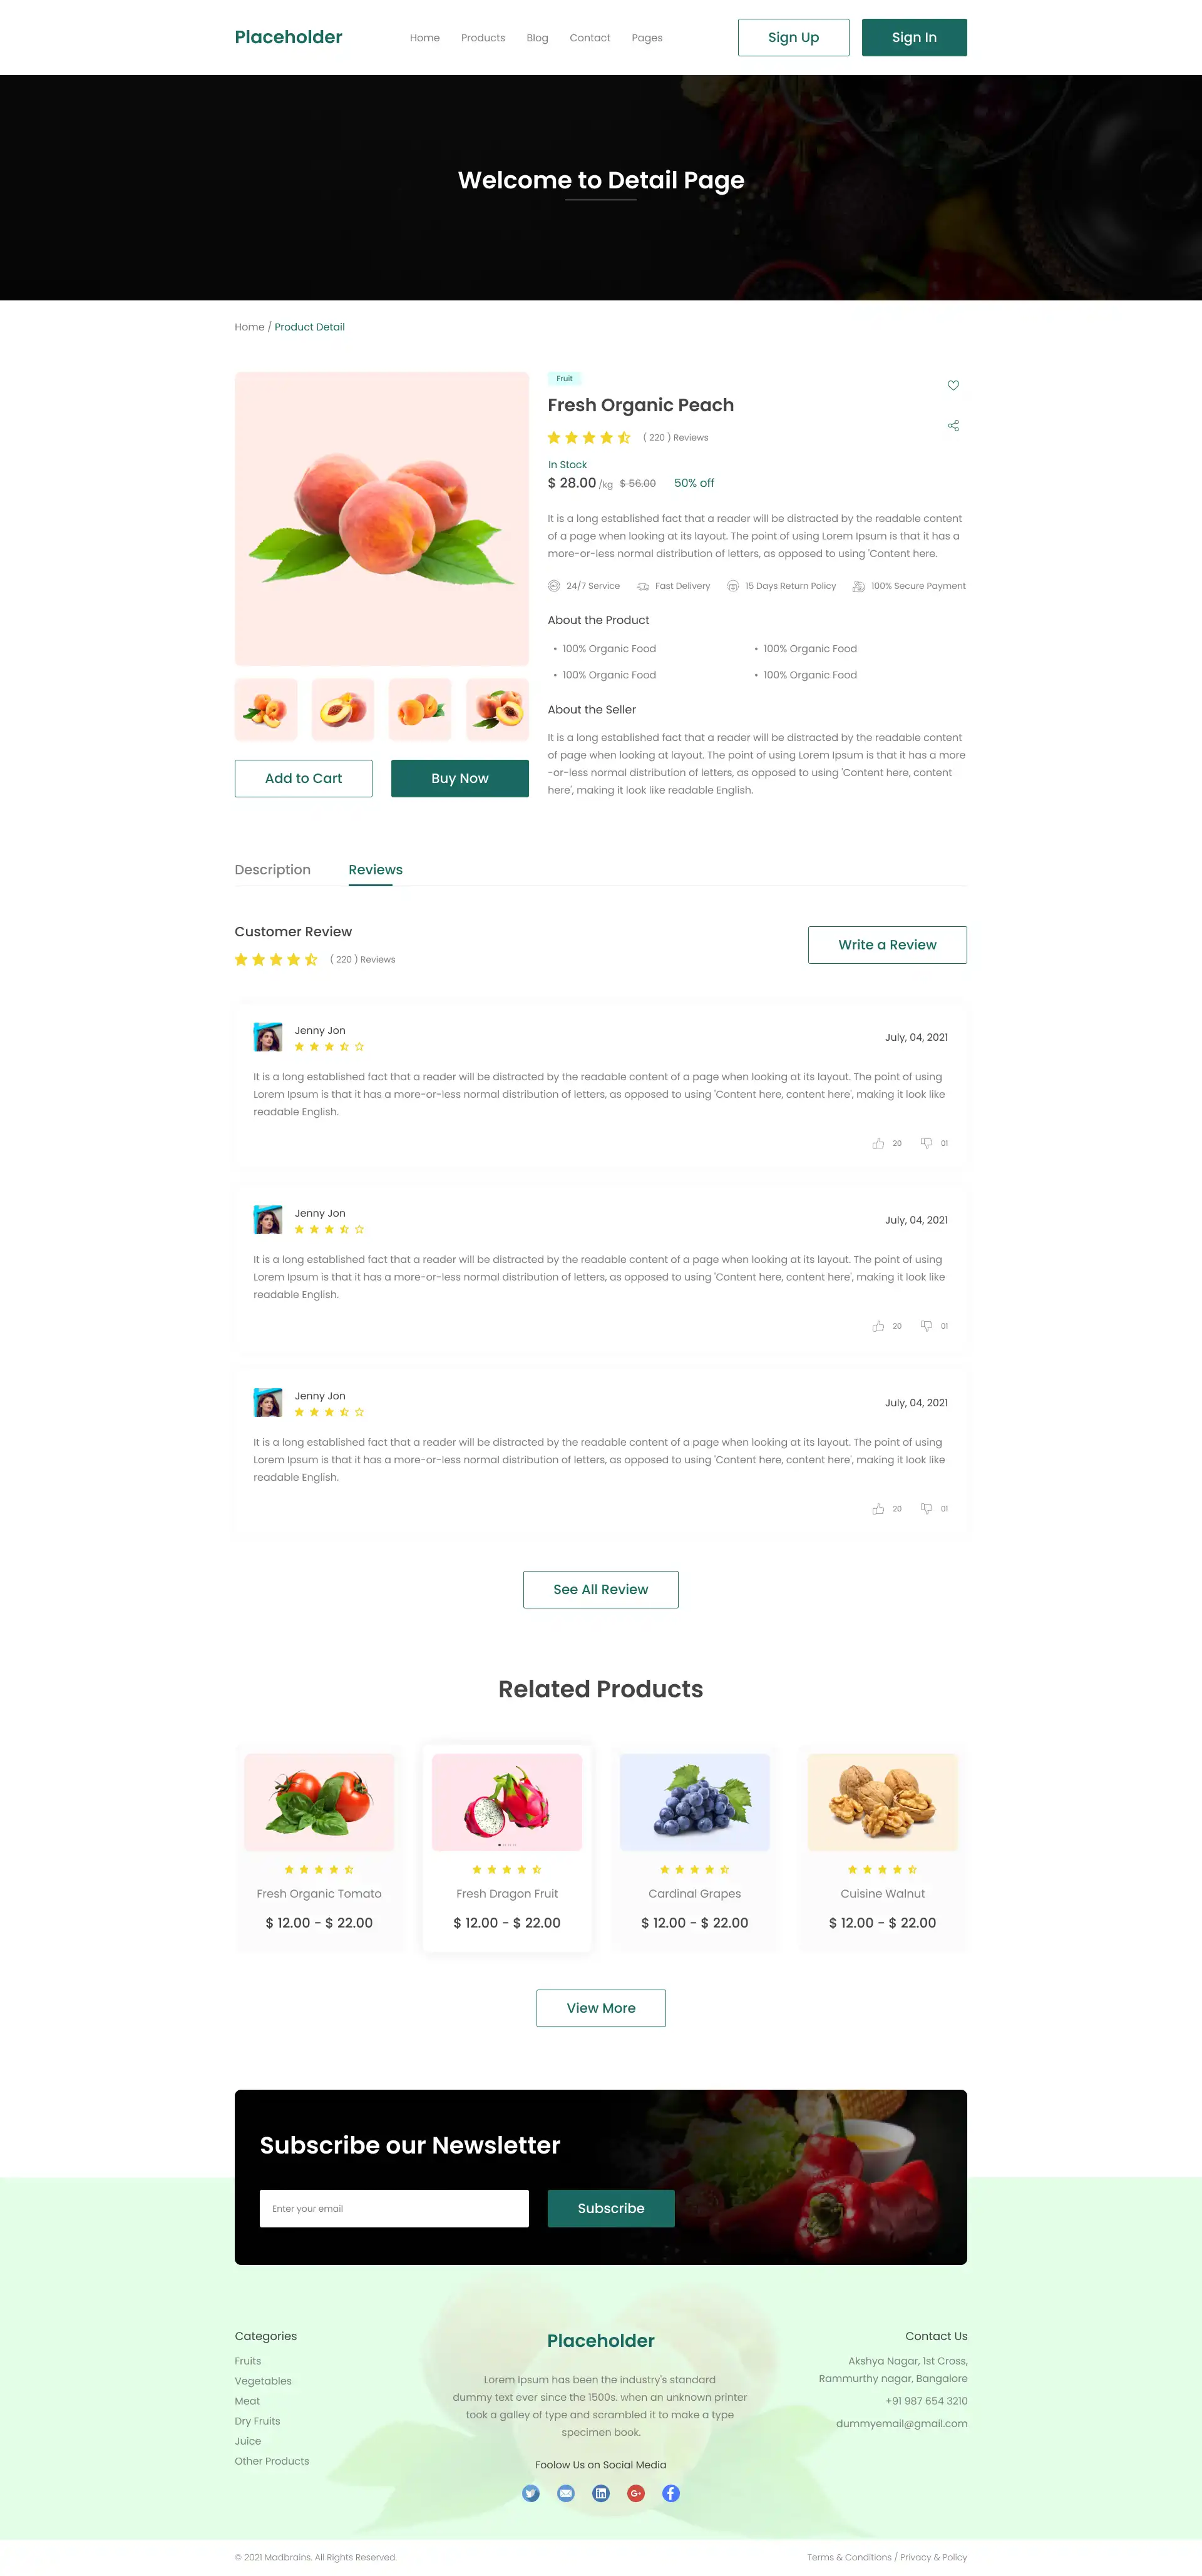 Placeholder
Home Products Blog Contact Pages
Sign Up Sign In
Welcome to Detail Page
Home / Product Detail
Fruit
Fresh Organic Peach
( 220 ) Reviews
In Stock
$ 28.00 /kg $ 56.00 50% off
It is a long established fact that a reader will be distracted by the readable content
of a page when looking at its layout. The point of using Lorem Ipsum is that it has a
more-or-less normal distribution of letters, as opposed to using 'Content here.
24/7 Service Fast Delivery 15 Days Return Policy 100% Secure Payment
About the Product
• 100% Organic Food • 100% Organic Food
• 100% Organic Food • 100% Organic Food
About the Seller
It is a long established fact that a reader will be distracted by the readable content
of page when looking at layout. The point of using Lorem Ipsum is that it has a more
-or-less normal distribution of letters, as opposed to using 'Content here, content
here', making it look like readable English.
Add to Cart Buy Now
Description Reviews
Customer Review
( 220 ) Reviews
Write a Review
Jenny Jon
July, 04, 2021
It is a long established fact that a reader will be distracted by the readable content of a page when looking at its layout. The point of using
Lorem Ipsum is that it has a more-or-less normal distribution of letters, as opposed to using 'Content here, content here', making it look like
readable English.
20 01
Jenny Jon
July, 04, 2021
It is a long established fact that a reader will be distracted by the readable content of a page when looking at its layout. The point of using
Lorem Ipsum is that it has a more-or-less normal distribution of letters, as opposed to using 'Content here, content here', making it look like
readable English.
20 01
Jenny Jon
July, 04, 2021
It is a long established fact that a reader will be distracted by the readable content of a page when looking at its layout. The point of using
Lorem Ipsum is that it has a more-or-less normal distribution of letters, as opposed to using 'Content here, content here', making it look like
readable English.
20 01
See All Review
Related Products
Fresh Organic Tomato
$ 12.00 - $ 22.00
Fresh Dragon Fruit
$ 12.00 - $ 22.00
Cardinal Grapes
$ 12.00 - $ 22.00
Cuisine Walnut
$ 12.00 - $ 22.00
View More
Subscribe our Newsletter
Enter your email
Subscribe
Categories
Fruits
Vegetables
Meat
Dry Fruits
Juice
Other Products
Placeholder
Lorem Ipsum has been the industry's standard
dummy text ever since the 1500s. when an unknown printer
took a galley of type and scrambled it to make a type
specimen book.
Foolow Us on Social Media
in
G+
f
Contact Us
Akshya Nagar, 1st Cross,
Rammurthy nagar, Bangalore
+91 987 654 3210
dummyemail@gmail.com
© 2021 Madbrains. All Rights Reserved.
Terms & Conditions / Privacy & Policy